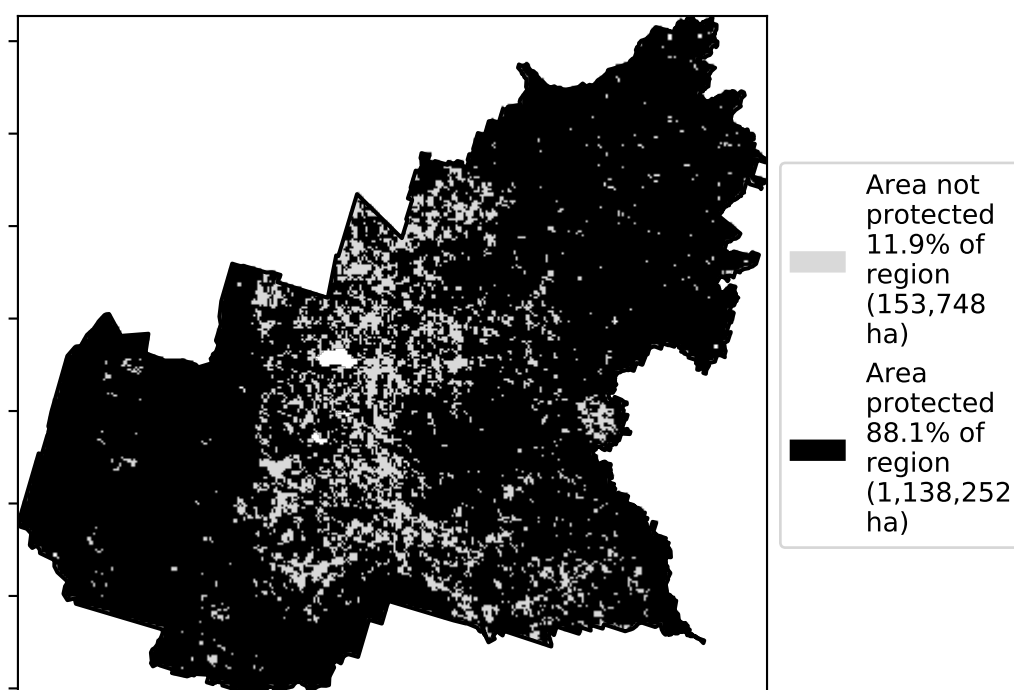 Area not
protected
11.9% of
region
(153,748
ha)
Area
protected
88.1% of
region
(1,138,252
ha)